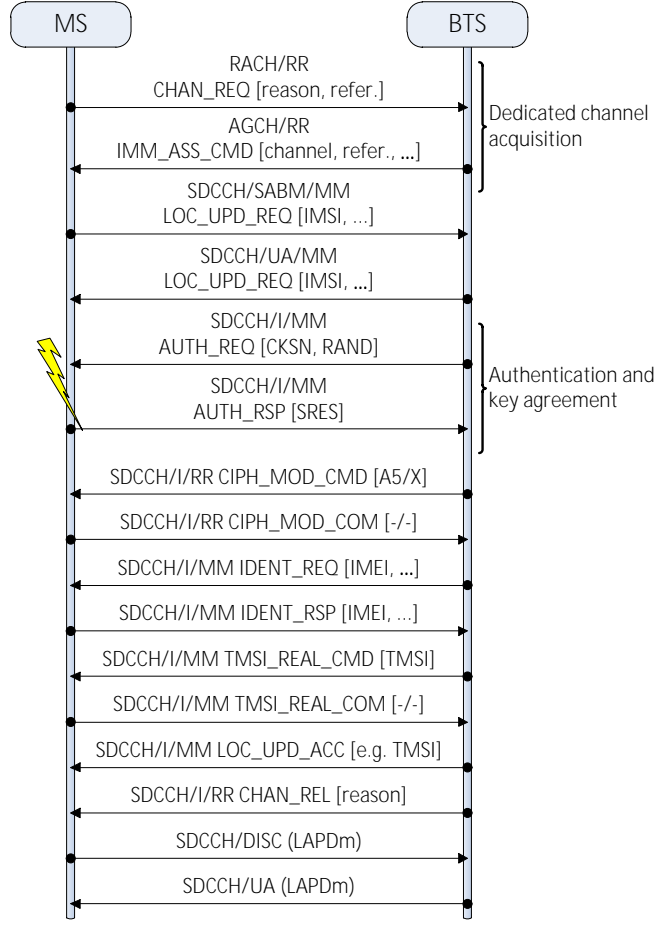 MS
BTS
RACH/RR
CHAN_REQ [reason, refer.]
AGCH/RR
IMM_ASS_CMD [channel, refer., ...]
Dedicated channel
acquisition
SDCCH/SABM/MM
LOC_UPD_REQ [IMSI, ...]
SDCCH/UA/MM
LOC_UPD_REQ [IMSI, ...]
SDCCH/I/MM
AUTH_REQ [CKSN, RAND]
SDCCH/I/MM
AUTH_RSP [SRES]
Authentication and
key agreement
SDCCH/I/RR CIPH_MOD_CMD [A5/X]
SDCCH/I/RR CIPH_MOD_COM [-/-]
SDCCH/I/MM IDENT_REQ [IMEI, ...]
SDCCH/I/MM IDENT_RSP [IMEI, ...]
SDCCH/I/MM TMSI_REAL_CMD [TMSI]
SDCCH/I/MM TMSI_REAL_COM [-/-]
SDCCH/I/MM LOC_UPD_ACC [e.g. TMSI]
SDCCH/I/RR CHAN_REL [reason]
SDCCH/DISC (LAPDm)
SDCCH/UA (LAPDm)